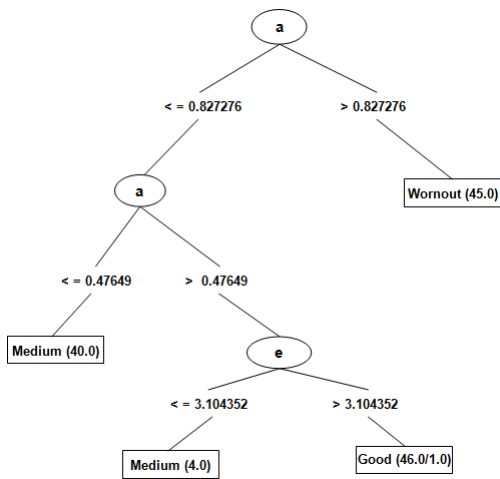 a
< = 0.827276
> 0.827276
a
Wornout (45.0)
< = 0.47649
> 0.47649
Medium (40.0)
e
< = 3.104352
> 3.104352
Medium (4.0)
Good (46.0/1.0)